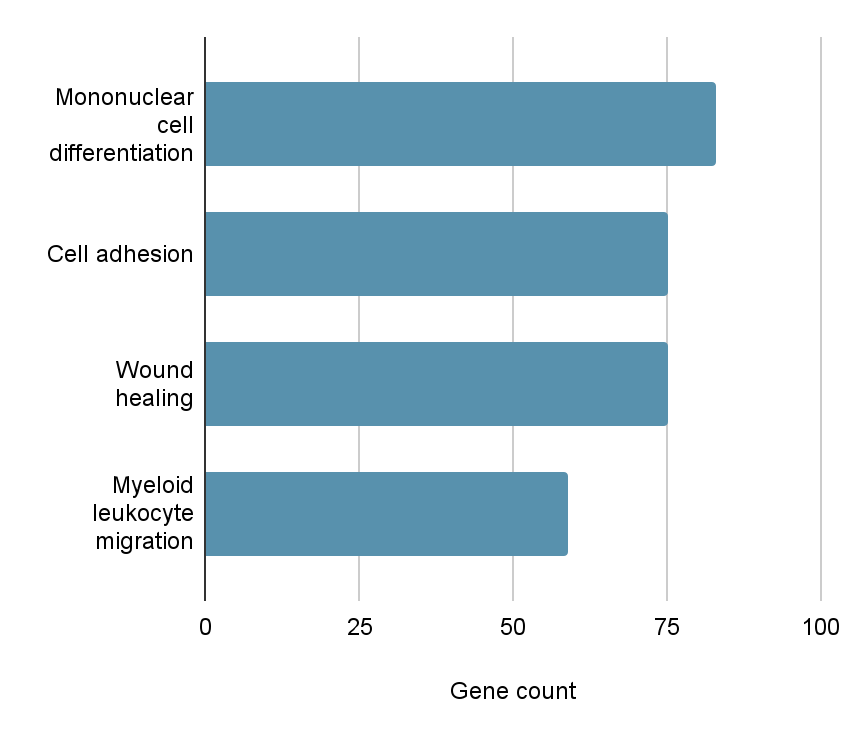 Mononuclear
cell
differentiation
Cell adhesion
Wound
healing
Myeloid
leukocyte
migration
0 25 50 75 100
Gene count